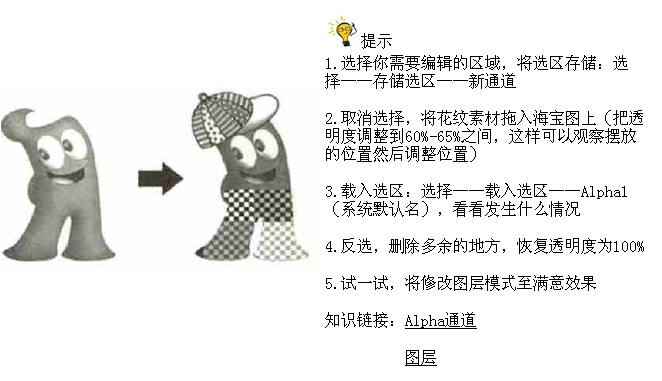 提示
1.选择你需要编辑的区域，将选区存储：选
择——存储选区——新通道
2.取消选择，将花纹素材拖入海宝图上（把透
明度调整到60%-65%之间，这样可以观察摆放
的位置然后调整位置）
3.载入选区：选择——载入选区——Alpha1
（系统默认名），看看发生什么情况
4.反选，删除多余的地方，恢复透明度为100%
5.试一试，将修改图层模式至满意效果
知识链接：Alpha通道
图层